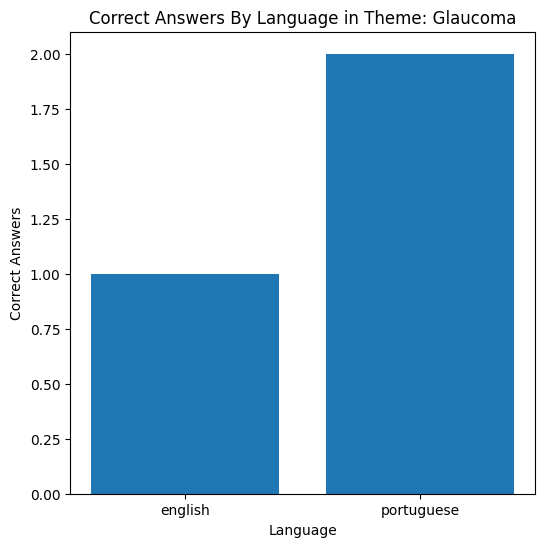 Correct Answers By Language in Theme: Glaucoma
Correct Answers
2.00
1.75
1.50
1.25
1.00
0.75
0.50
0.25
0.00
english
portuguese
Language